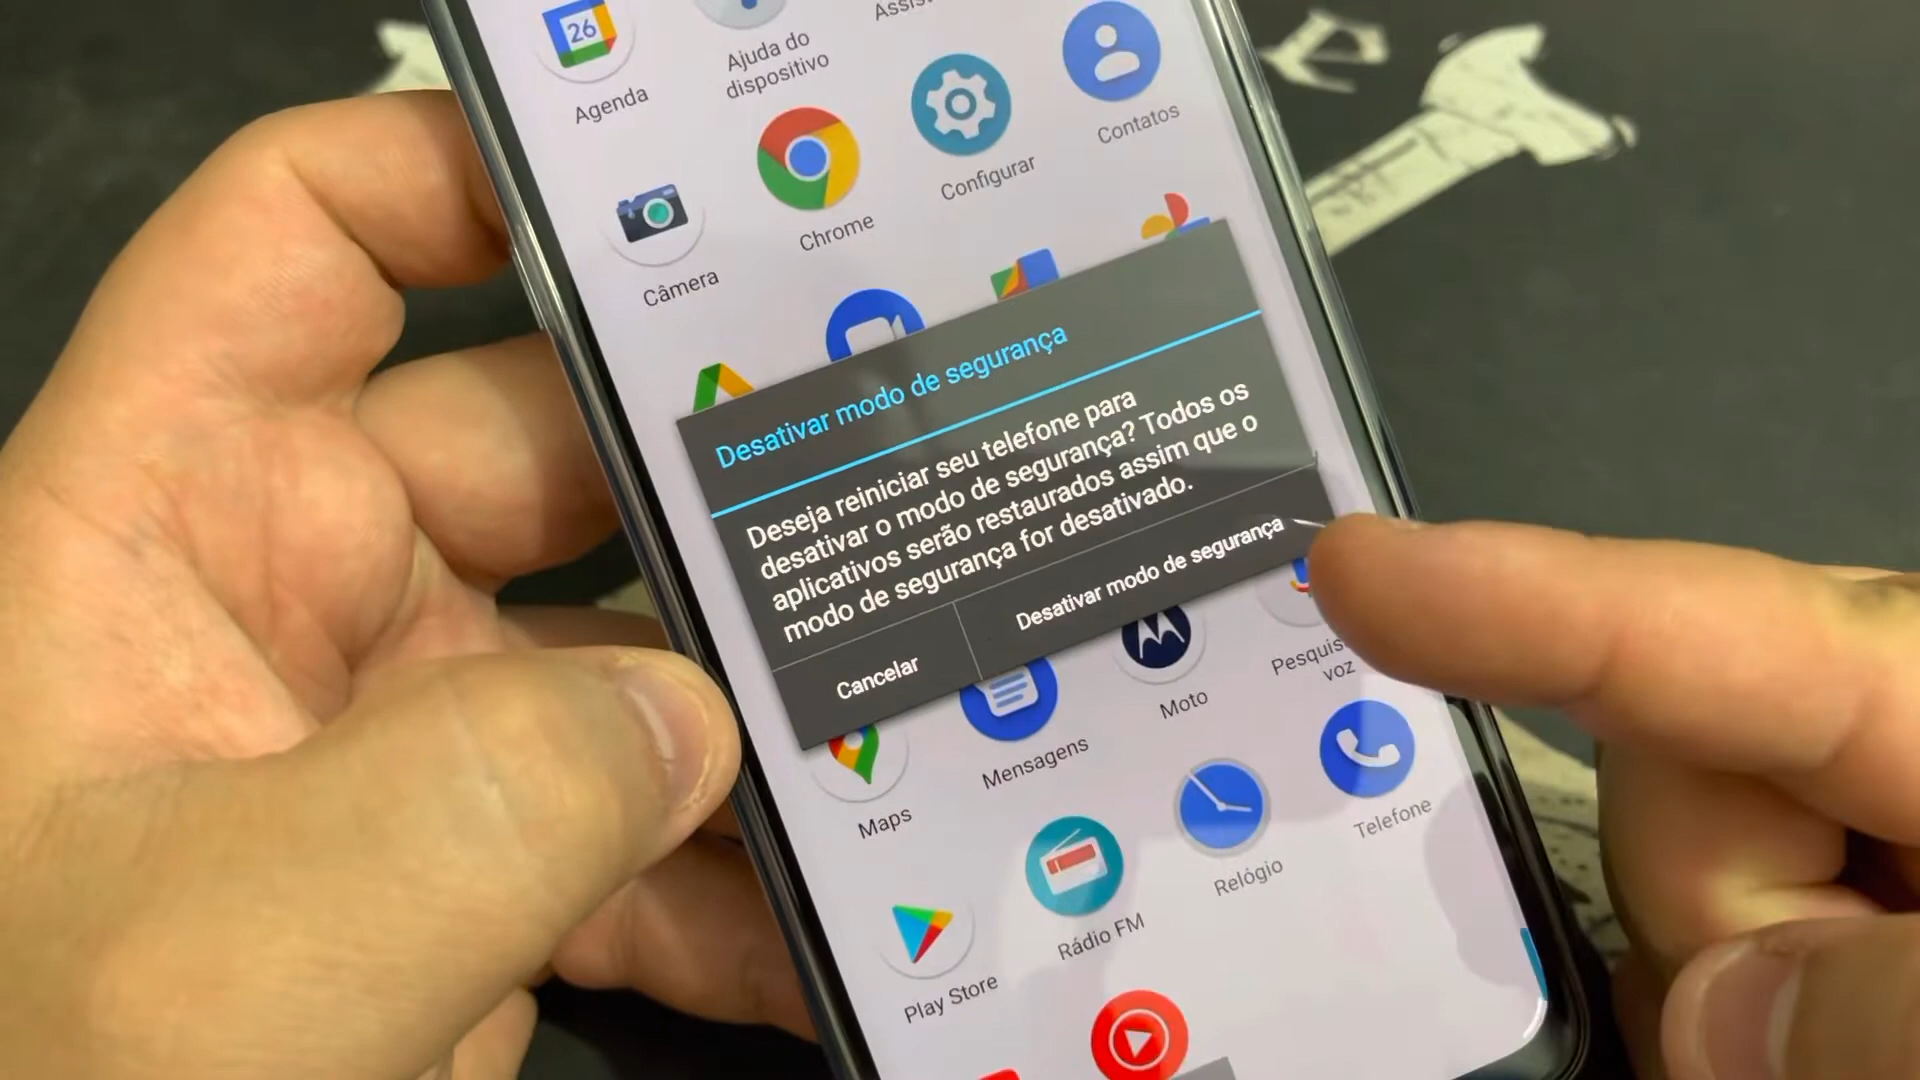 26
Agenda
Ajuda do
dispositivo
Câmera
Chrome
Configurar
Contatos
Desativar modo de segurança
Deseja reiniciar seu telefone para
desativar o modo de segurança? Todos os
aplicativos serão restaurados assim que o
modo de segurança for desativado.
Cancelar
Desativar modo de segurança
Maps
Mensagens
Moto
voz
Play Store
Rádio FM
Relógio
Telefone
e